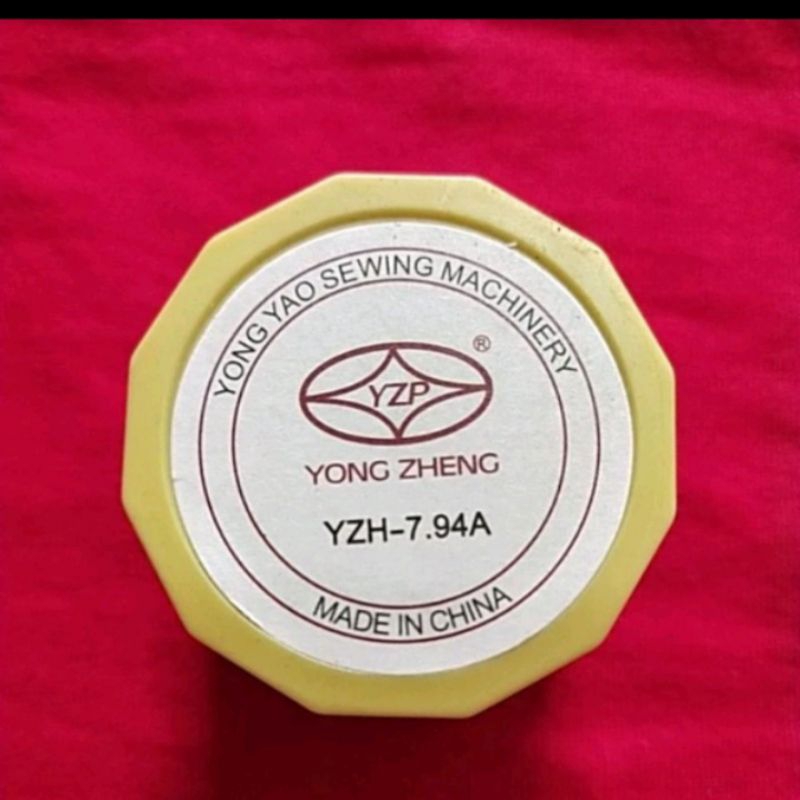 YONG YAO SEWING MACHINERY
®
YZP
YONG ZHENG
YZH-7.94A
MADE IN CHINA